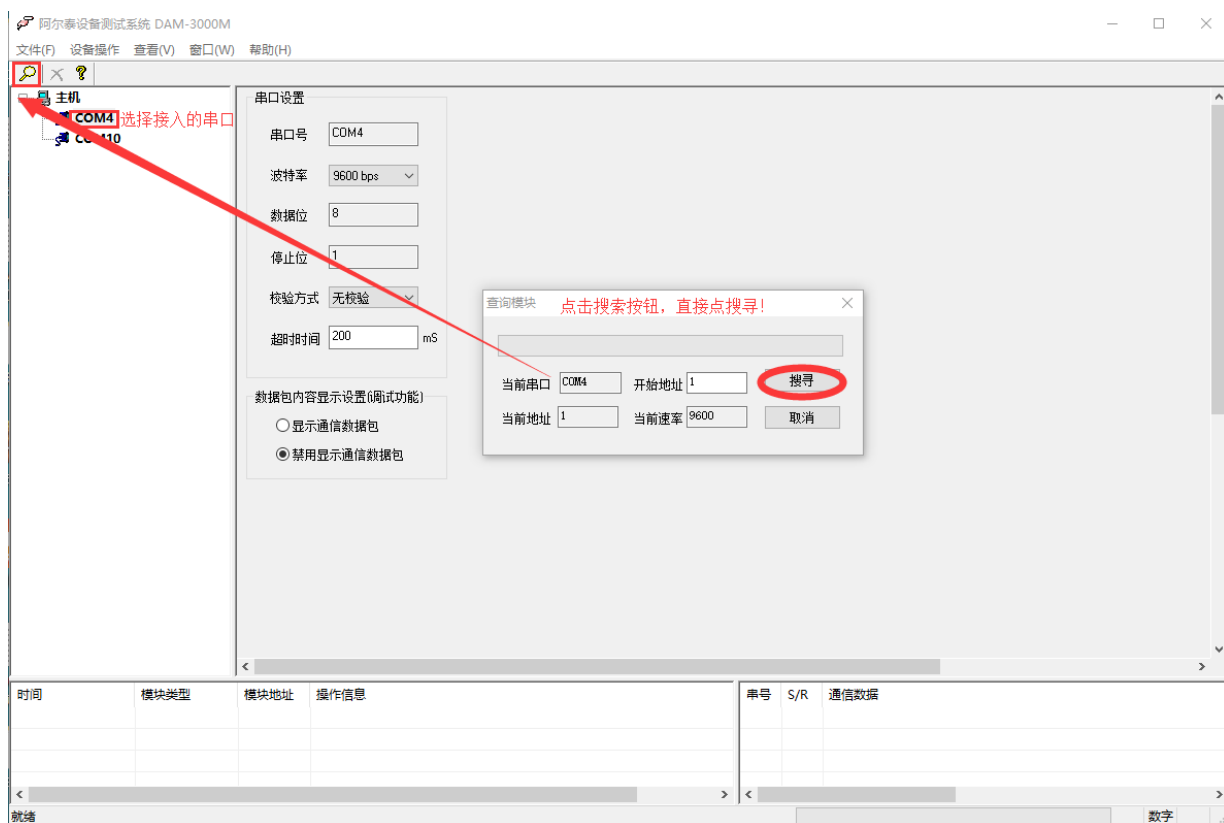 阿尔泰设备测试系统 DAM-3000M
文件(F) 设备操作 查看(V) 窗口(W) 帮助(H)
主机
COM4 选择接入的串口
串口设置
串口号 COM4
波特率 9600 bps
数据位 8
停止位 1
校验方式 无校验
超时时间 200 mS
数据包内容显示设置(调试功能)
显示通信数据包
禁用显示通信数据包
查询模块
点击搜索按钮，直接点搜寻！
当前串口 COM4 开始地址 1 搜寻
当前地址 1 当前速率 9600 取消
时间 模块类型 模块地址 操作信息
串号 S/R 通信数据
就绪
数字